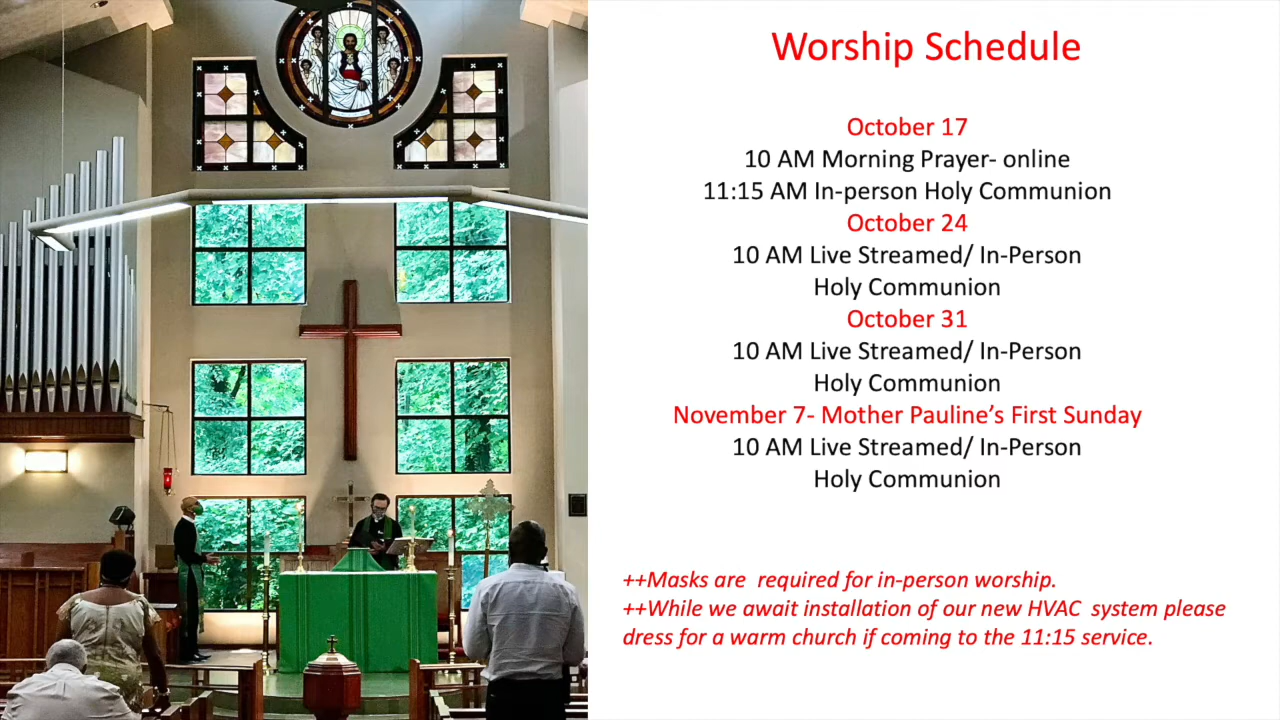 Worship Schedule
October 17
10 AM Morning Prayer- online
11:15 AM In-person Holy Communion
October 24
10 AM Live Streamed/ In-Person
Holy Communion
October 31
10 AM Live Streamed/ In-Person
Holy Communion
November 7- Mother Pauline’s First Sunday
10 AM Live Streamed/ In-Person
Holy Communion
++Masks are required for in-person worship.
++While we await installation of our new HVAC system please
dress for a warm church if coming to the 11:15 service.